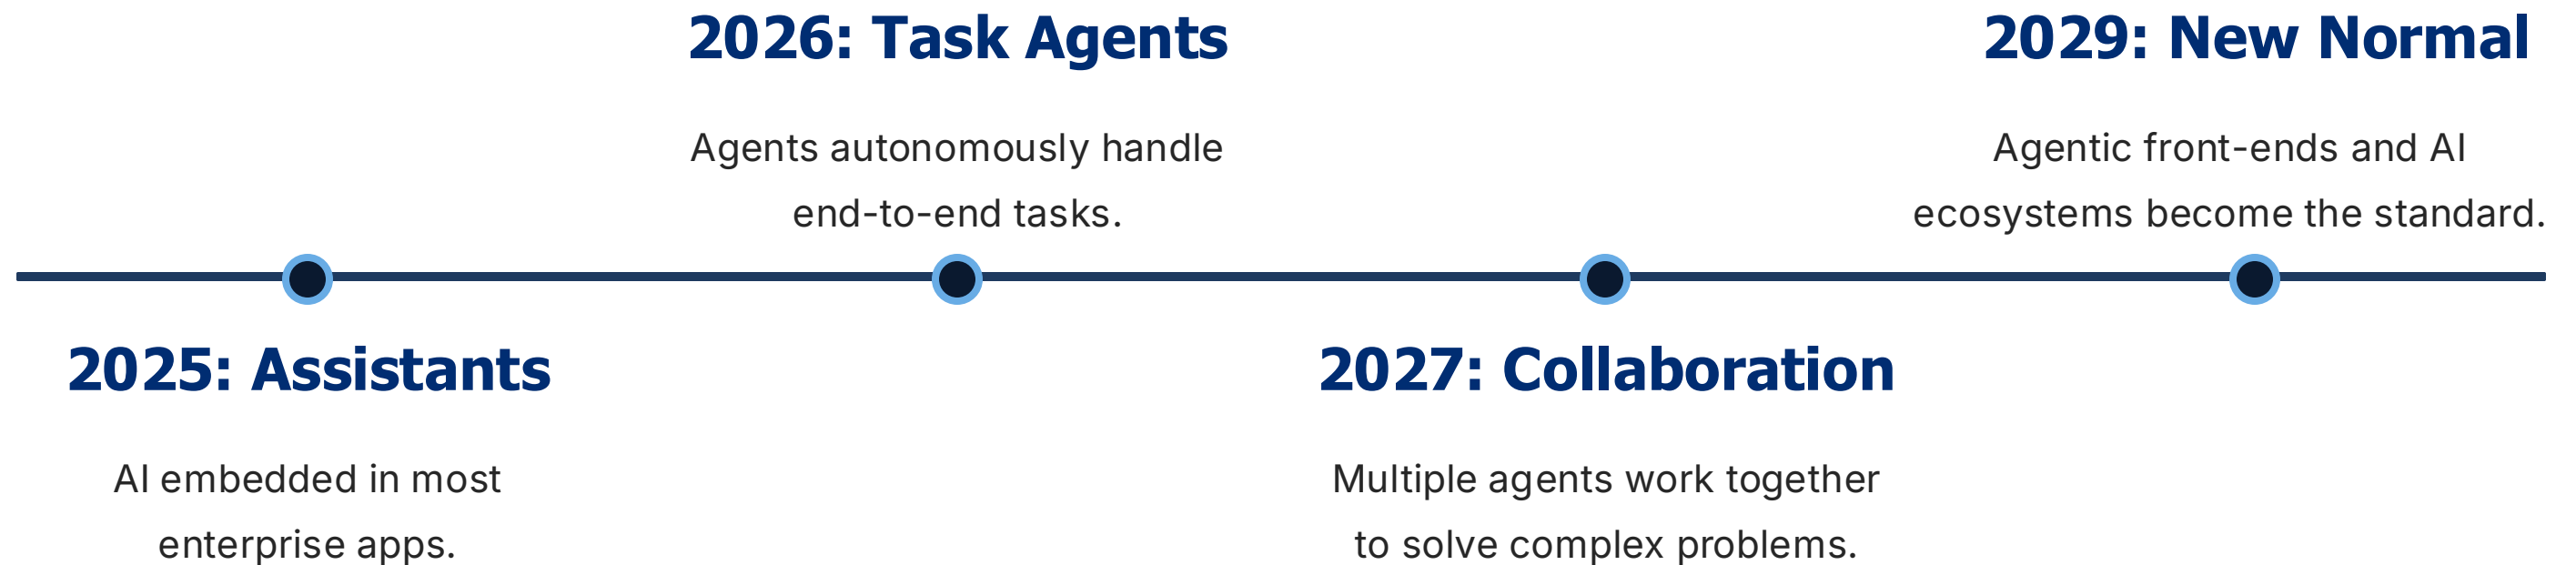 2026: Task Agents
Agents autonomously handle
end-to-end tasks.
2029: New Normal
Agentic front-ends and AI
ecosystems become the standard.
2025: Assistants
AI embedded in most
enterprise apps.
2027: Collaboration
Multiple agents work together
to solve complex problems.